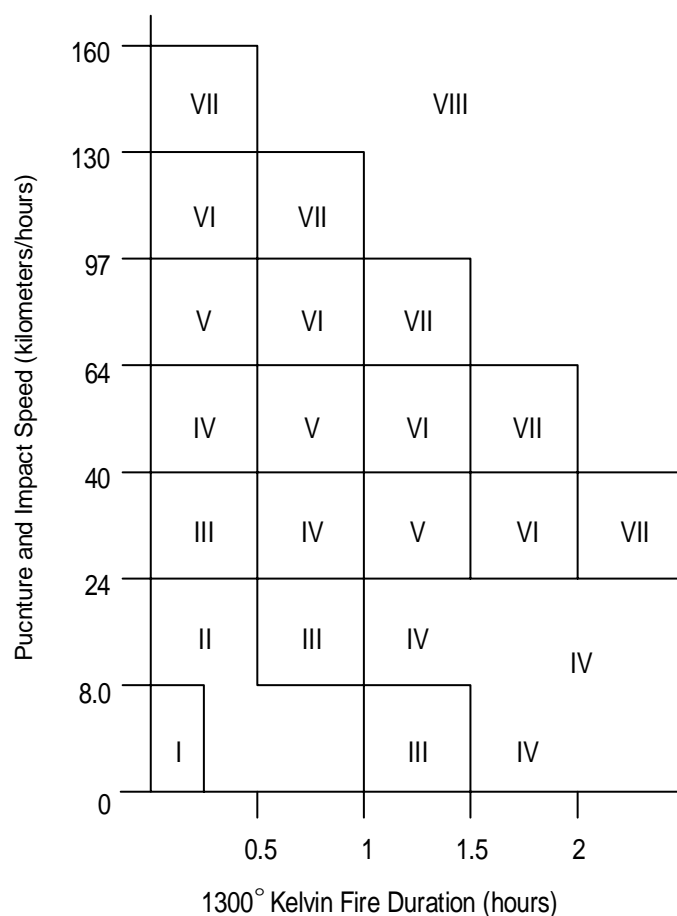 160
VII
VIII
130
VI
VII
97
V
VI
VII
64
IV
V
VI
VII
40
III
IV
V
VI
VII
24
II
III
IV
IV
8.0
I
III
IV
0
0.5
1
1.5
2
1300° Kelvin Fire Duration (hours)
Pucnture and Impact Speed (kilometers/hours)